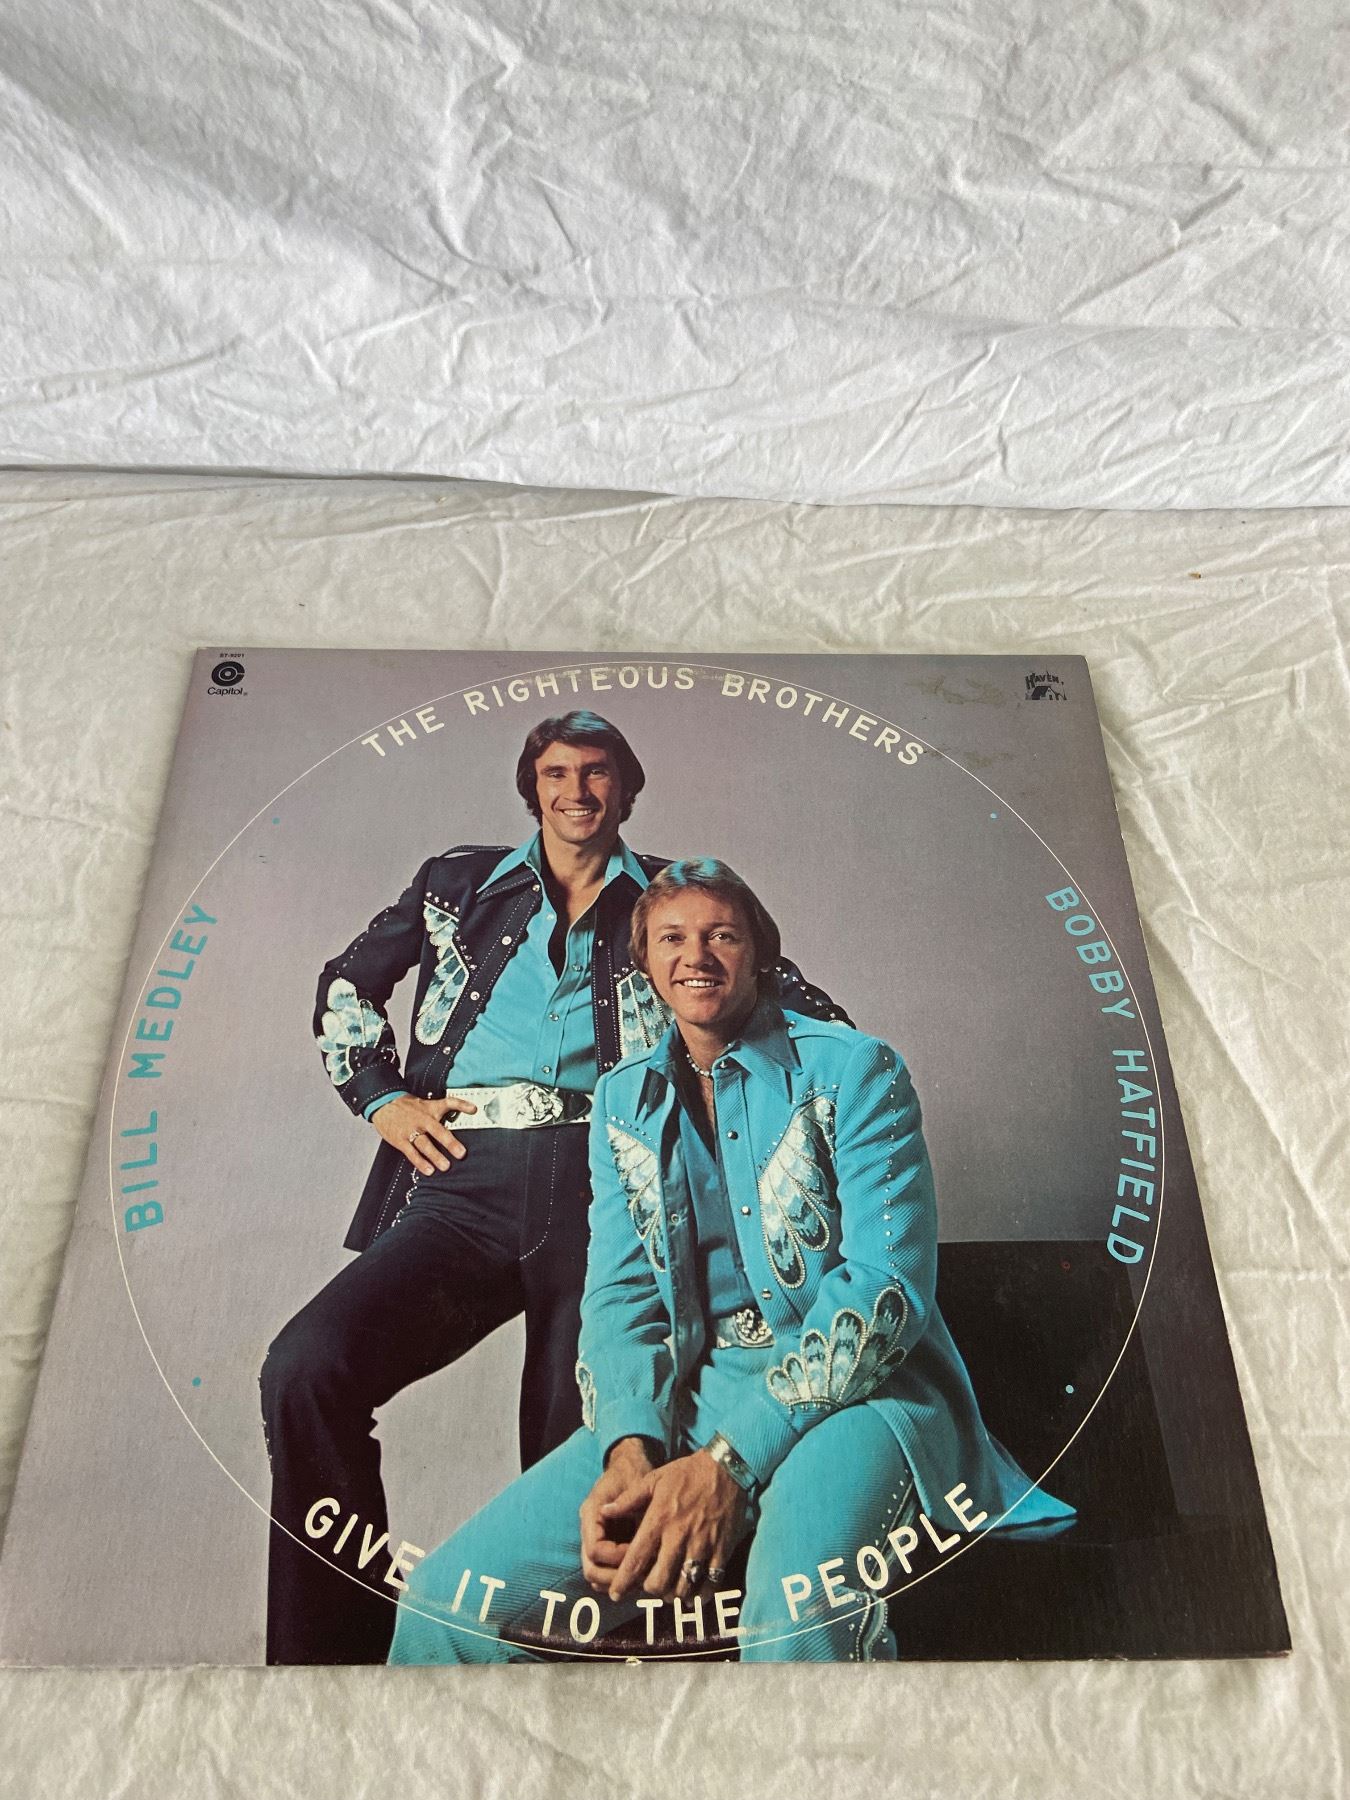 ST-9201
Capitol®
HAVEN.
THE RIGHTEOUS BROTHERS
BILL MEDLEY
BOBBY HATFIELD
GIVE IT TO THE PEOPLE